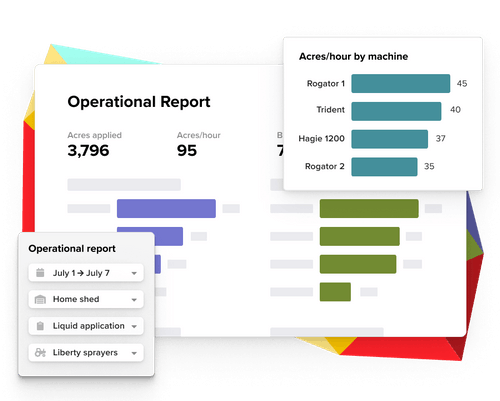 Operational Report
Acres applied
3,796
Acres/hour
95
Acres/hour by machine
Rogator 1 45
Trident 40
Hagie 1200 37
Rogator 2 35
Operational report
July 1 → July 7
Home shed
Liquid application
Liberty sprayers